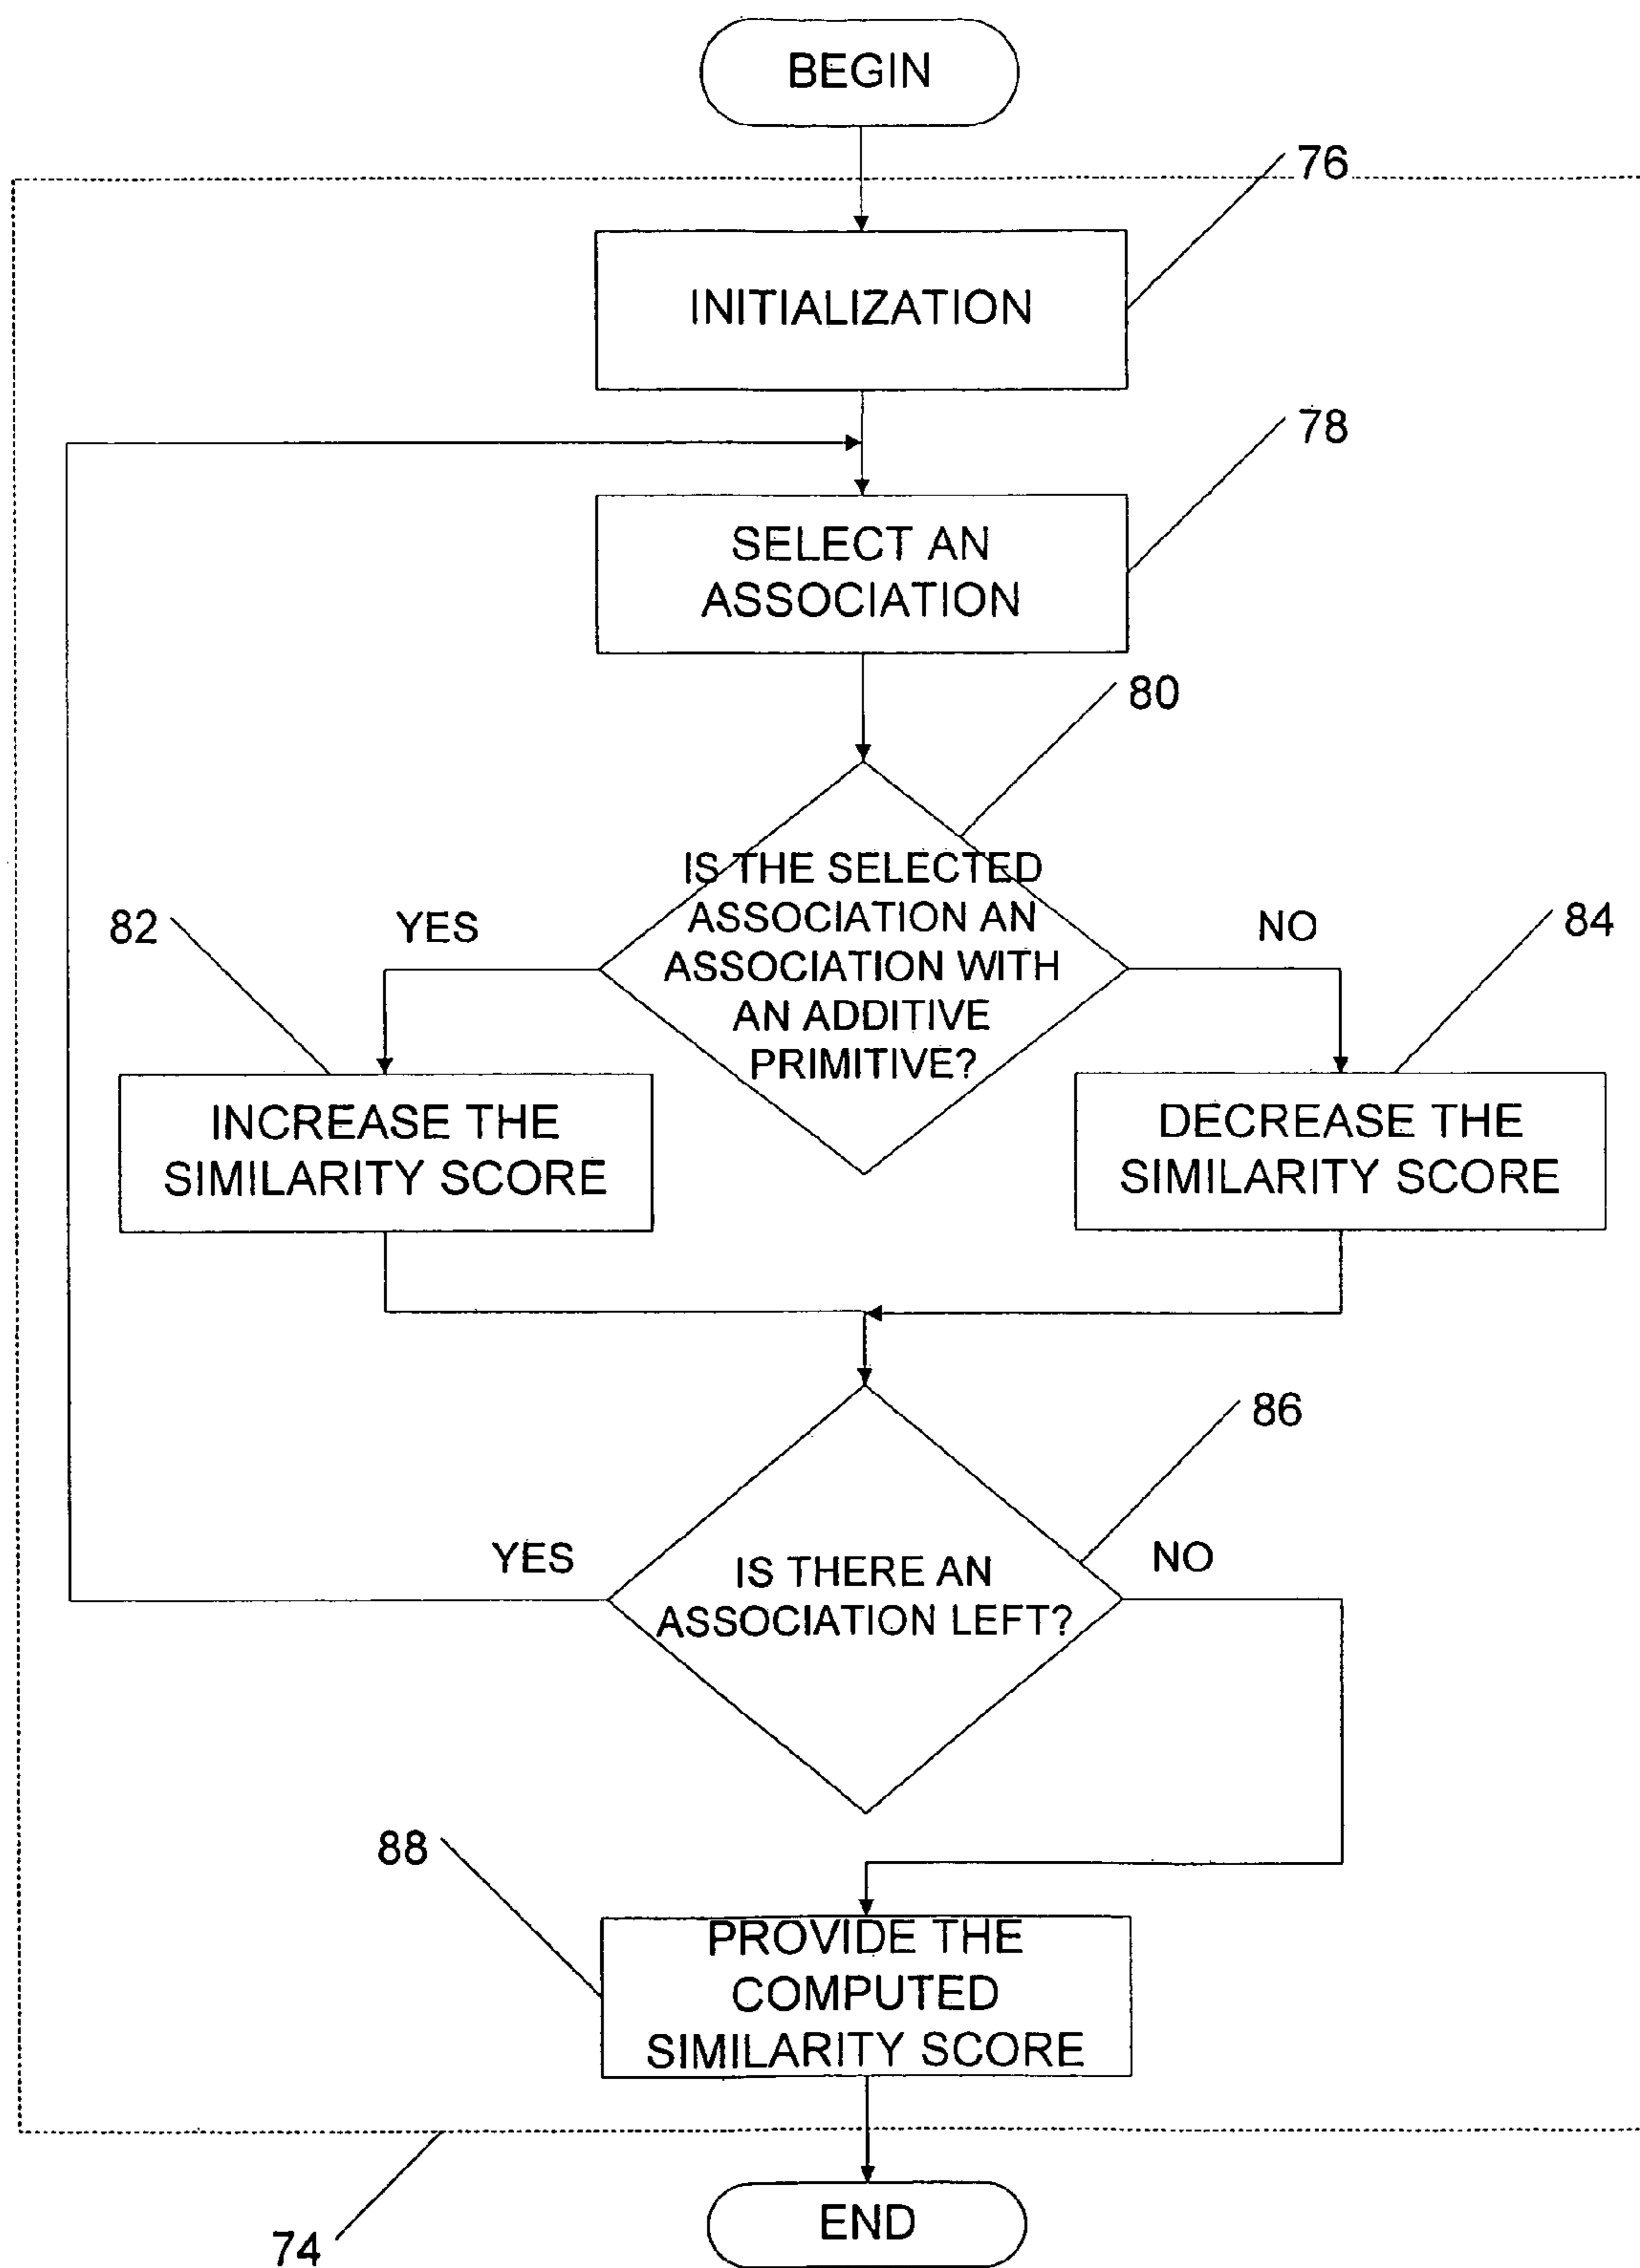 BEGIN
76
INITIALIZATION
78
SELECT AN
ASSOCIATION
80
IS THE SELECTED
ASSOCIATION AN
ASSOCIATION WITH
AN ADDITIVE
PRIMITIVE?
82
YES
NO
84
INCREASE THE
SIMILARITY SCORE
DECREASE THE
SIMILARITY SCORE
86
YES
NO
IS THERE AN
ASSOCIATION LEFT?
88
PROVIDE THE
COMPUTED
SIMILARITY SCORE
END
74